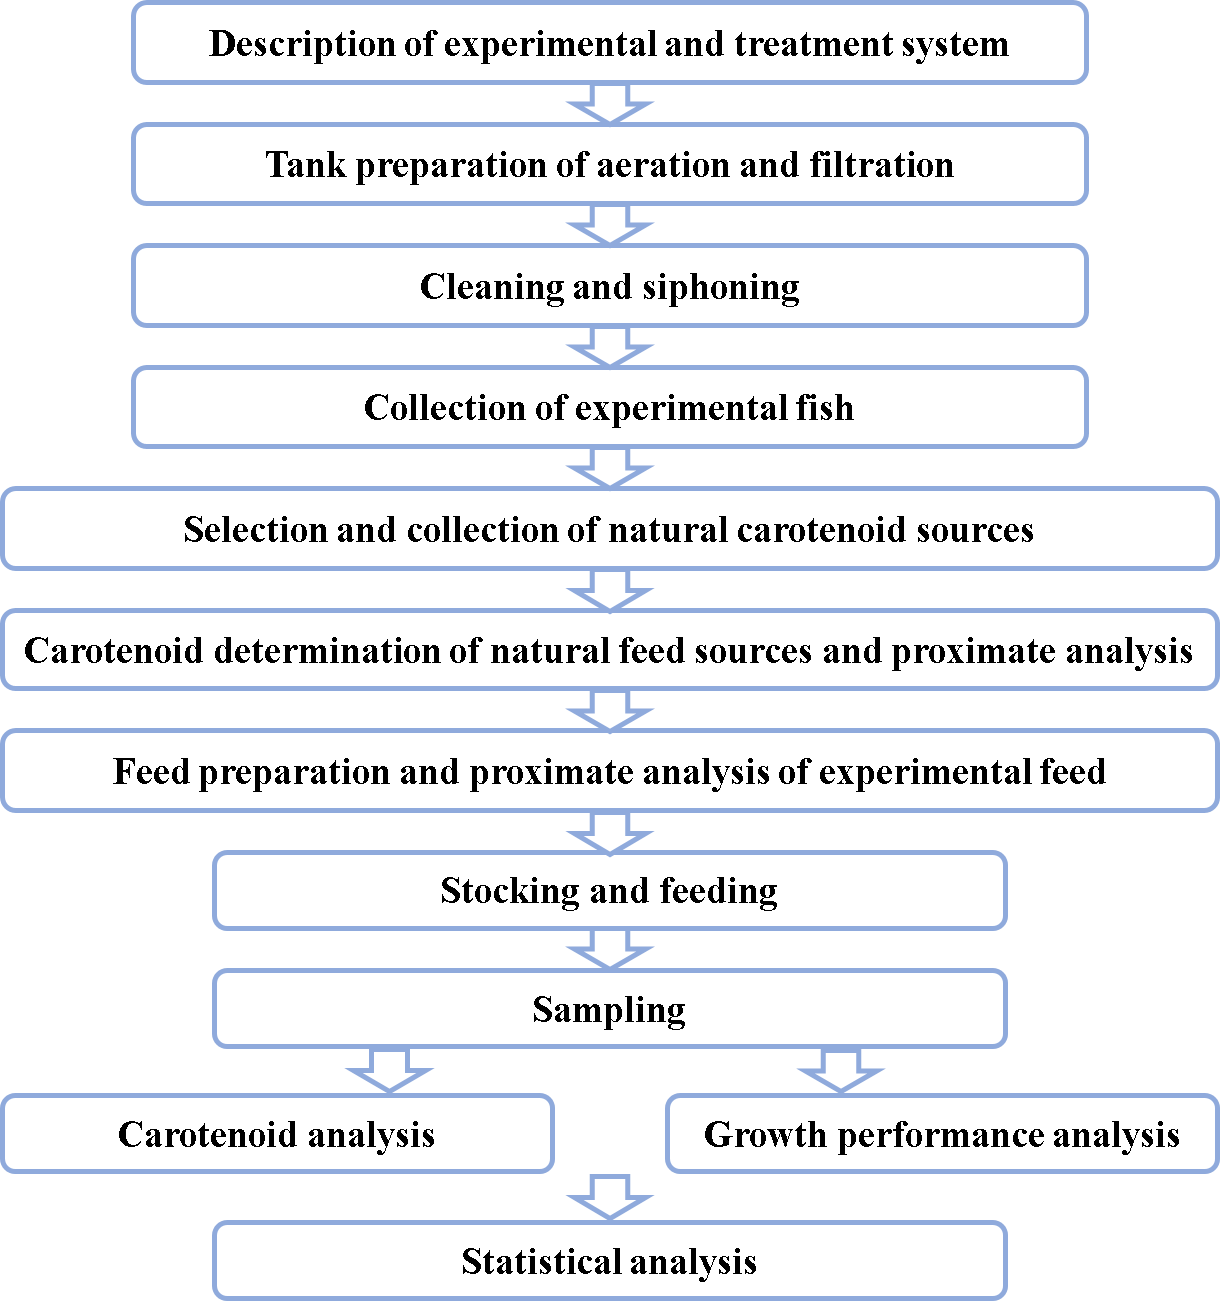 Description of experimental and treatment system
Tank preparation of aeration and filtration
Cleaning and siphoning
Collection of experimental fish
Selection and collection of natural carotenoid sources
Carotenoid determination of natural feed sources and proximate analysis
Feed preparation and proximate analysis of experimental feed
Stocking and feeding
Sampling
Carotenoid analysis
Growth performance analysis
Statistical analysis